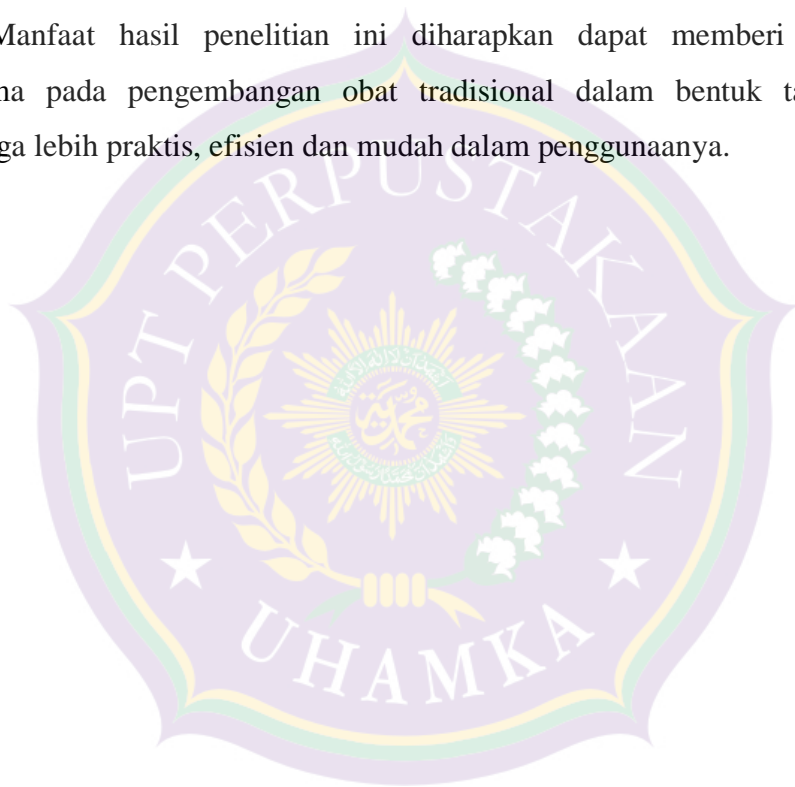 Manfaat hasil penelitian ini diharapkan dapat memberi
pada pengembangan obat tradisional dalam bentuk
lebih praktis, efisien dan mudah dalam penggunaanya.
UPT PERPUSTAKAAN
UHAMKA